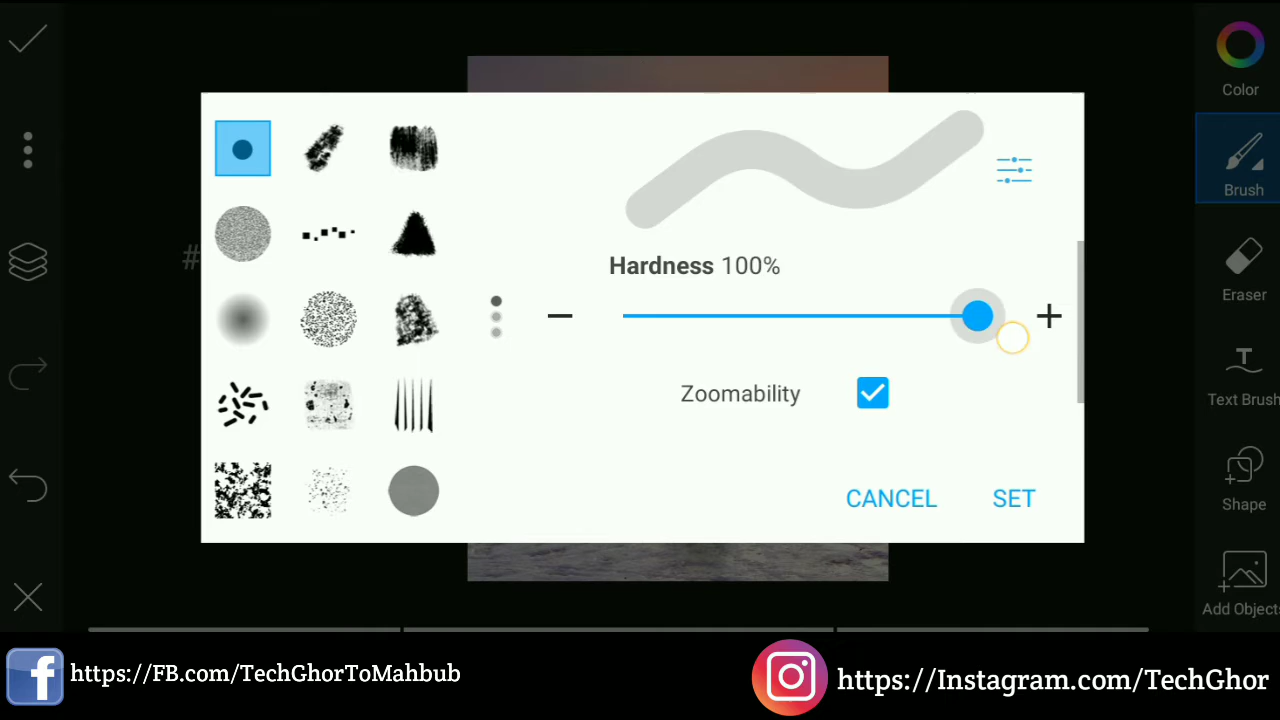 Color
Brush
Hardness 100%
#
Eraser
Zoomability
Text Brush
CANCEL SET
Shape
Add Objects
https://FB.com/TechGhorToMahbub
https://Instagram.com/TechGhor